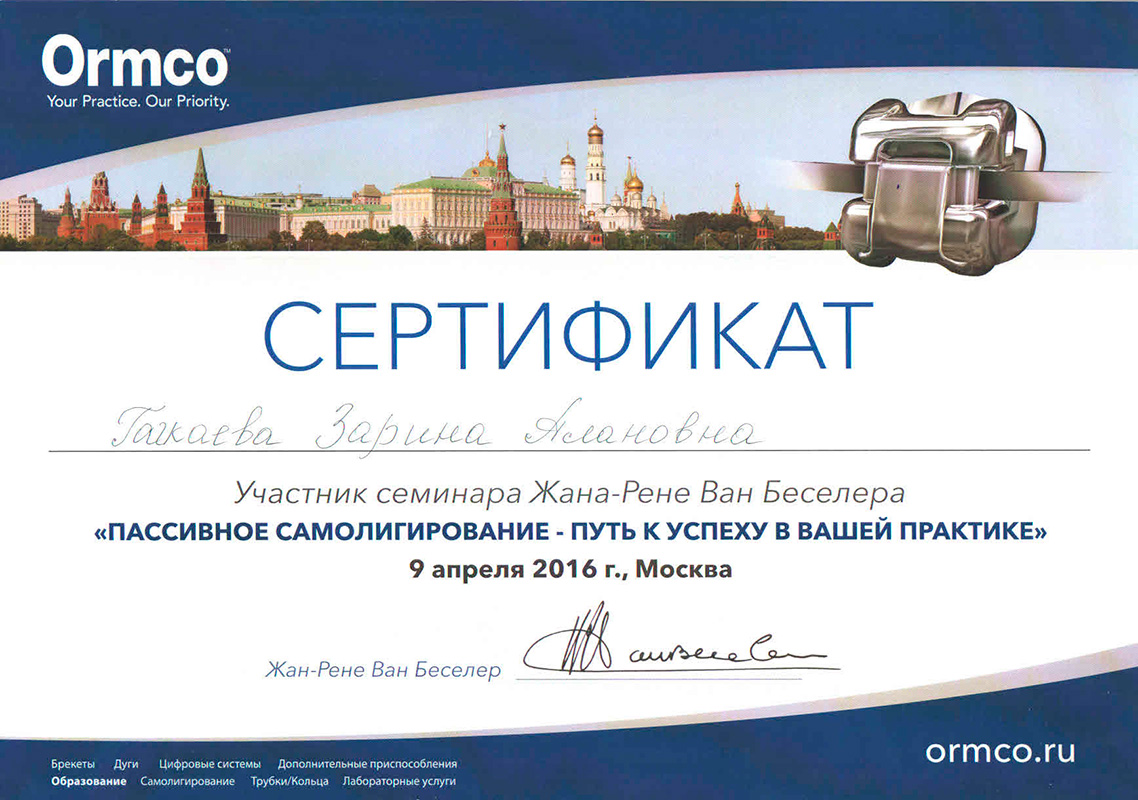 Ormco™
Your Practice. Our Priority.
СЕРТИФИКАТ
Гаккаева Зарина Алановна
Участник семинара Жана-Рене Ван Беселера
«ПАССИВНОЕ САМОЛИГИРОВАНИЕ - ПУТЬ К УСПЕХУ В ВАШЕЙ ПРАКТИКЕ»
9 апреля 2016 г., Москва
Жан-Рене Ван Беселер
ormco.ru
Брекеты Дуги Цифровые системы Дополнительные приспособления
Образование Самолигирование Трубки/Кольца Лабораторные услуги